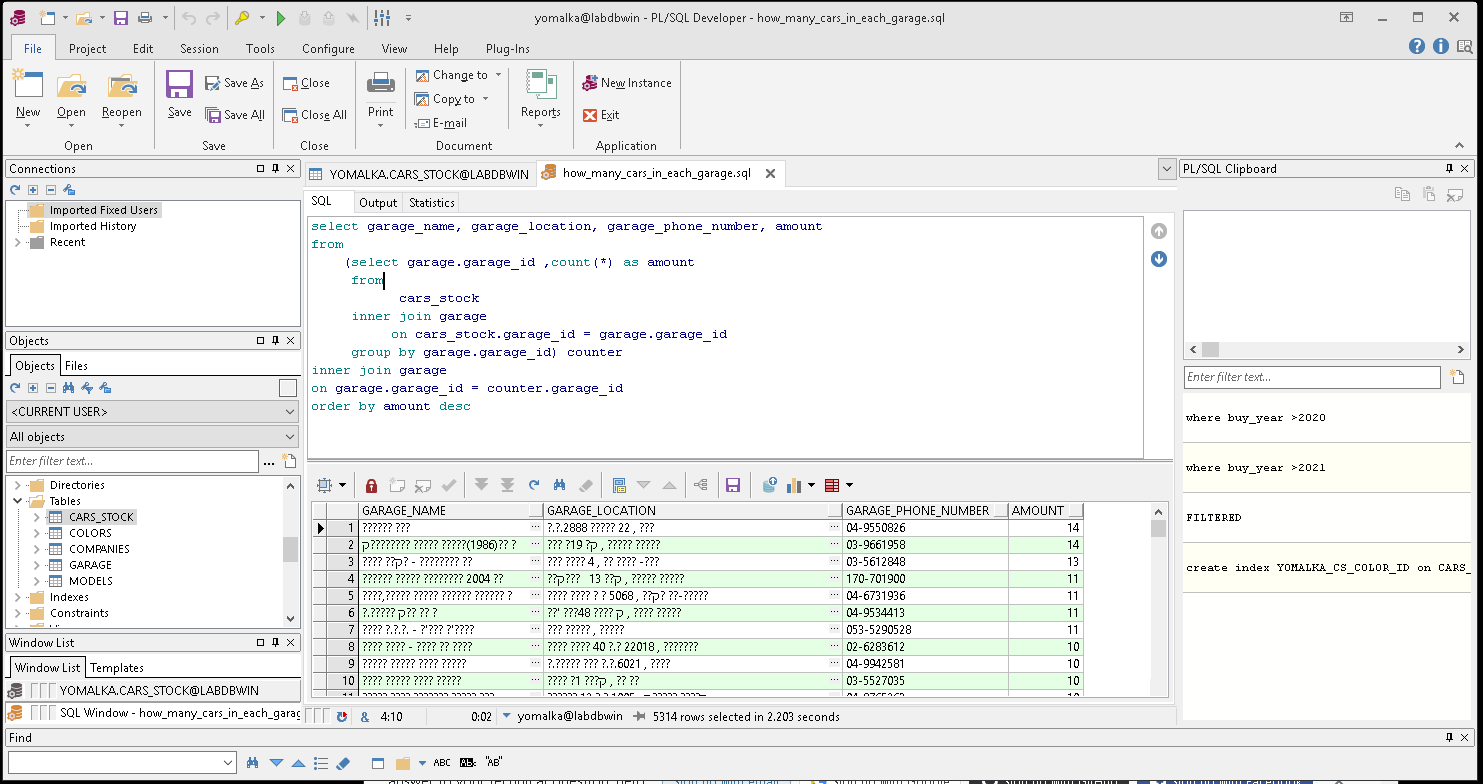 yomalka@labdbwin - PL/SQL Developer - how_many_cars_in_each_garage.sql
File Project Edit Session Tools Configure View Help Plug-Ins
New Open Reopen Save Save As Save All Close Close All Print Change to Copy to E-mail Reports New Instance Exit
Open Save Close Document Application
Connections
Imported Fixed Users
Imported History
Recent
Objects
Objects Files
<CURRENT USER>
All objects
Enter filter text...
Directories
Tables
CARS_STOCK
COLORS
COMPANIES
GARAGE
MODELS
Indexes
Constraints
Window List
Window List Templates
YOMALKA.CARS_STOCK@LABDBWIN
SQL Window - how_many_cars_in_each_garag
YOMALKA.CARS_STOCK@LABDBWIN how_many_cars_in_each_garage.sql
SQL Output Statistics
select garage_name, garage_location, garage_phone_number, amount
from
(select garage.garage_id ,count(*) as amount
from
cars_stock
inner join garage
on cars_stock.garage_id = garage.garage_id
group by garage.garage_id) counter
inner join garage
on garage.garage_id = counter.garage_id
order by amount desc
GARAGE_NAME GARAGE_LOCATION GARAGE_PHONE_NUMBER AMOUNT
1 ?????? ??? ?.?.2888 ????? 22 , ??? 04-9550826 14
2 ק???????? ????? ?????(1986)?? ? ??? ?19 ?ק , ????? ????? 03-9661958 14
3 ???? ??ק? - ???????? ?? ??? ???? 4 , ?? ???? -??? 03-5612848 13
4 ?????? ????? ???????? 2004 ?? ??ק??? 13 ??ק , ????? ????? 170-701900 11
5 ????,????? ????? ?????? ?????? ? ???? ???? ? ? 5068 , ??ק? ??-????? 04-6731936 11
6 ?.????? ק?? ?? ? ??' ???48 ???? ק , ???? ????? 04-9534413 11
7 ???? ?.?.?. - ?'??? ?'???? ??? ????? , ????? 053-5290528 11
8 ???? ???? - ???? ?? ???? ???? ???? 40 ?.? 22018 , ??????? 02-6283612 10
9 ????? ????? ???? ????? ?.????? ??? ?.?.6021 , ???? 04-9942581 10
10 ???? ????? ???? ????? ???? ?1 ???ק , ?? ?? 03-5527035 10
& 4:10 0:02 yomalka@labdbwin 5314 rows selected in 2.203 seconds
PL/SQL Clipboard
Enter filter text...
where buy_year >2020
where buy_year >2021
FILTERED
create index YOMALKA_CS_COLOR_ID on CARS_
Find
ABC AB "AB"